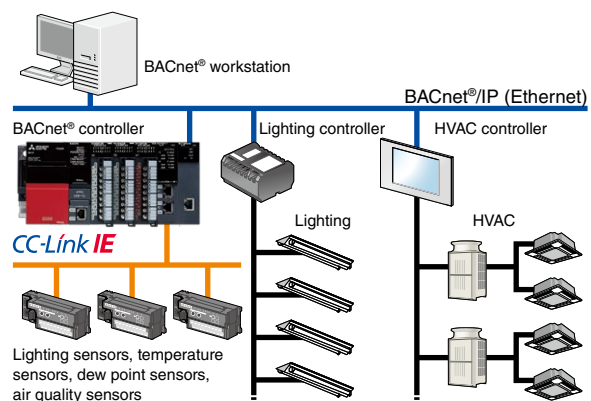 BACnet® workstation
BACnet®/IP (Ethernet)
BACnet® controller
Lighting controller
HVAC controller
CC-Link IE
Lighting
HVAC
Lighting sensors, temperature
sensors, dew point sensors,
air quality sensors